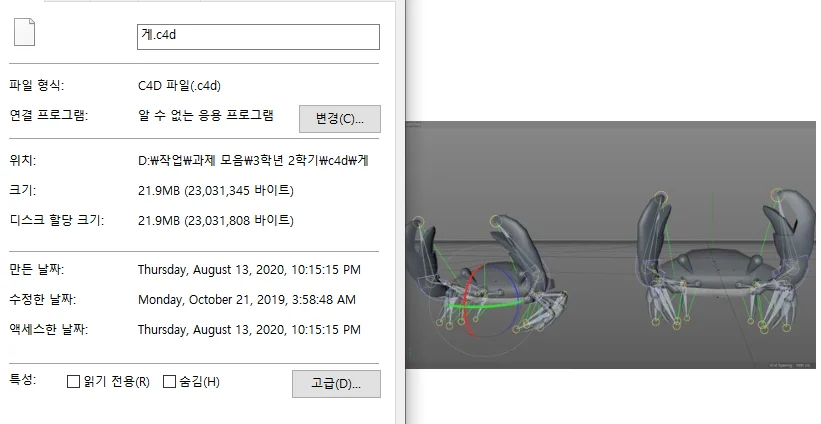 게.c4d
파일 형식: C4D 파일(.c4d)
연결 프로그램: 알 수 없는 응용 프로그램 변경(C)...
위치: D:₩작업₩과제 모음₩3학년 2학기₩c4d₩게
크기: 21.9MB (23,031,345 바이트)
디스크 할당 크기: 21.9MB (23,031,808 바이트)
만든 날짜: Thursday, August 13, 2020, 10:15:15 PM
수정한 날짜: Monday, October 21, 2019, 3:58:48 AM
액세스한 날짜: Thursday, August 13, 2020, 10:15:15 PM
특성: 읽기 전용(R) 숨김(H) 고급(D)...